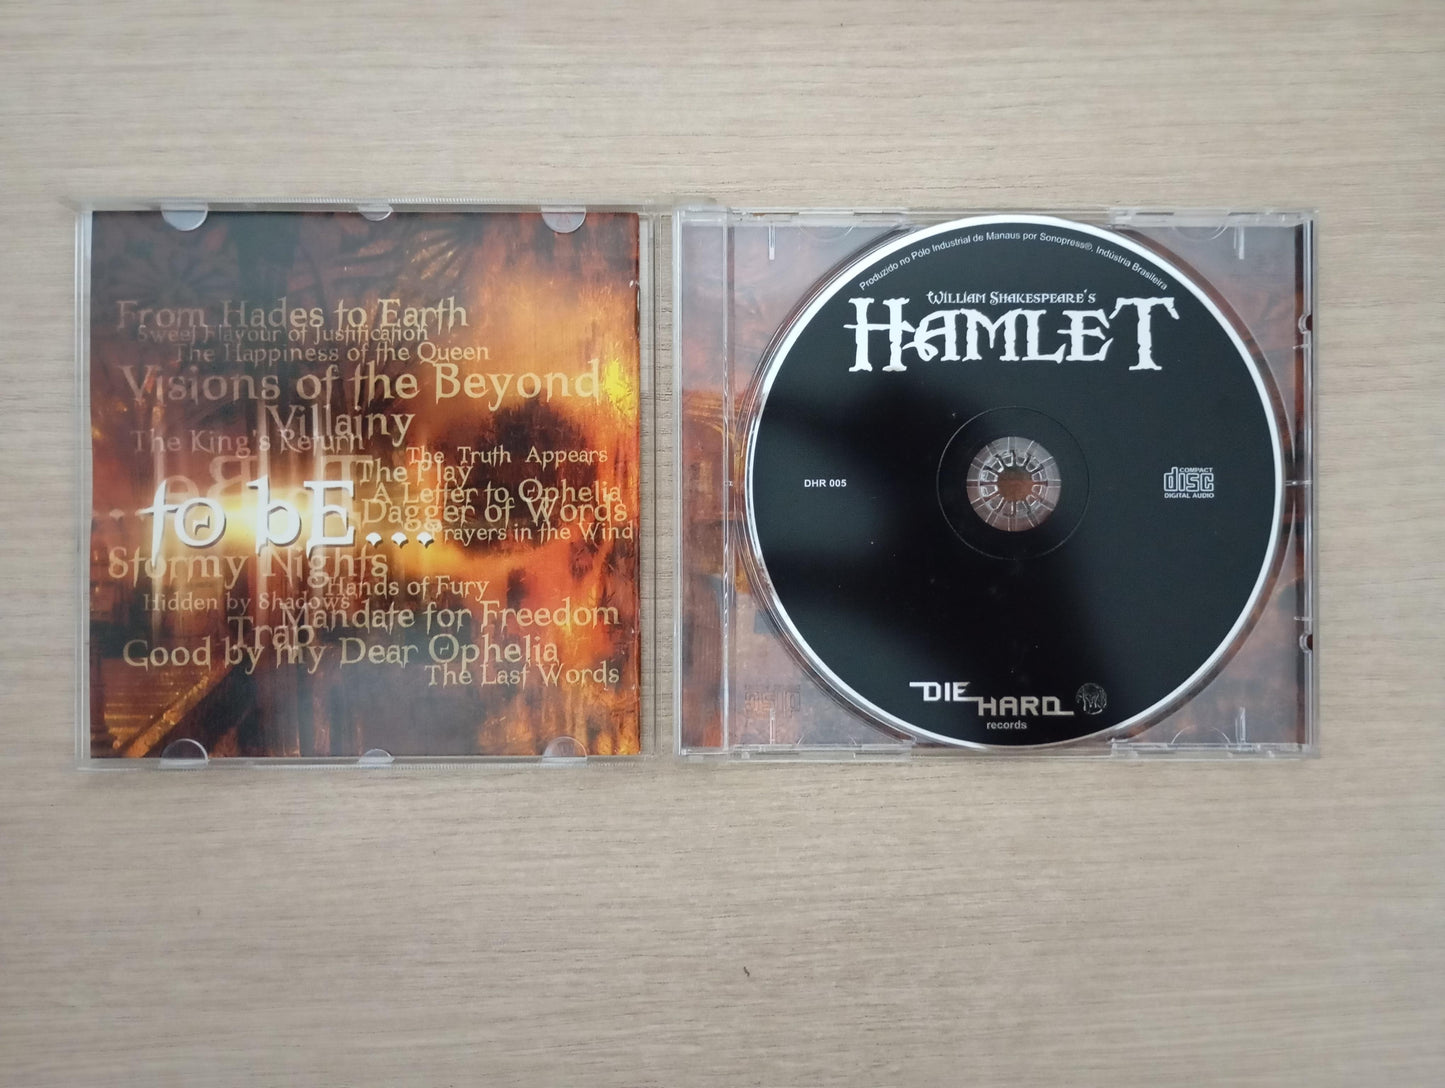 From Hades to Earth
Sweet Flavour of Justification
The Happiness of the Queen
Visions of the Beyond
Villainy
The King's Return
The Truth Appears
The Play
A Letter to Ophelia
to bE...
Dagger of Words
Prayers in the Wind
Stormy Nights
Hands of Fury
Hidden by Shadows
Mandate for Freedom
Trap
Good by my Dear Ophelia
The Last Words
Produzido no Pólo Industrial de Manaus por Sonopress®. Indústria Brasileira
William Shakespeare's
HAMLET
DHR 005
COMPACT
disc
DIGITAL AUDIO
DIE
HARD
records